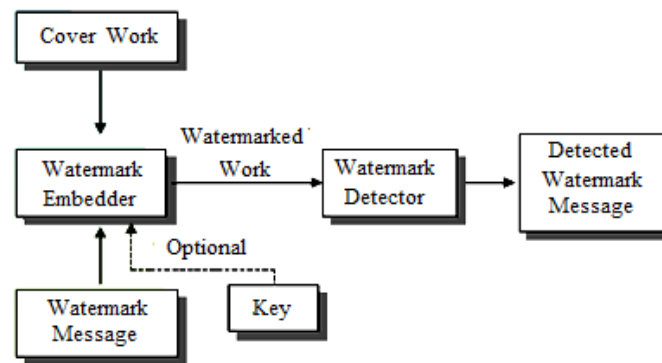 Cover Work
Watermarked
Work
Watermark
Embedder
Watermark
Detector
Detected
Watermark
Message
Optional
Watermark
Message
Key